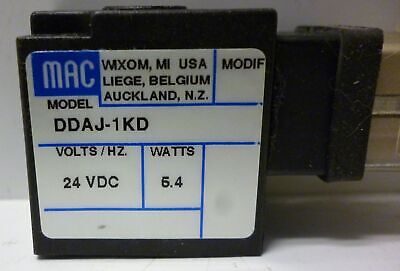 MAC WIXOM, MI USA MODIF
LIEGE, BELGIUM
MODEL AUCKLAND, N.Z.
DDAJ-1KD
VOLTS/HZ. WATTS
24 VDC 5.4